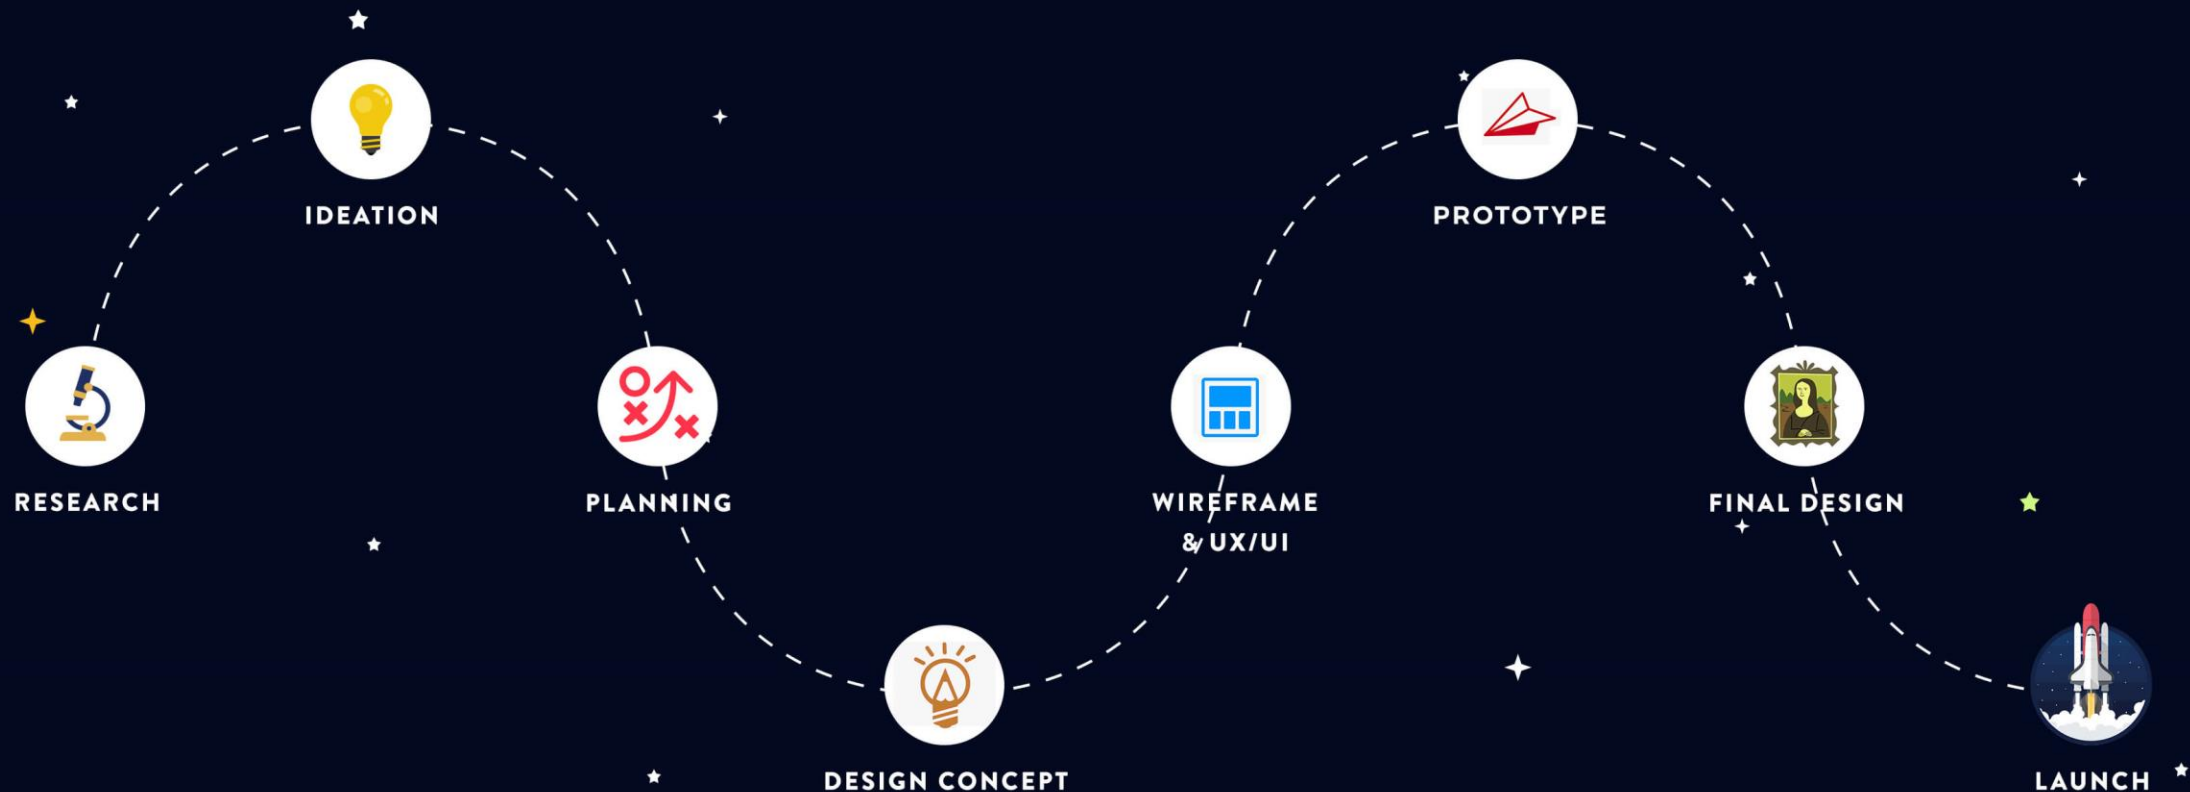 RESEARCH
IDEATION
PLANNING
DESIGN CONCEPT
WIREFRAME
& UX/UI
PROTOTYPE
FINAL DESIGN
LAUNCH